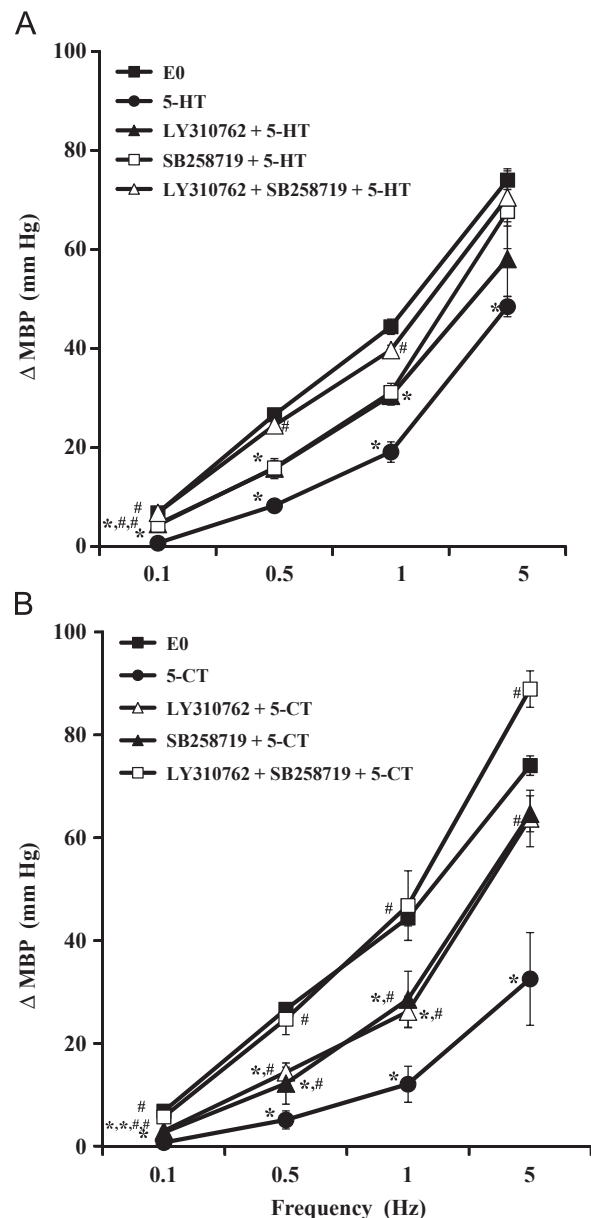 A
100
E0
5-HT
LY310762 + 5-HT
80
SB258719 + 5-HT
LY310762 + SB258719 + 5-HT
60
Δ MBP (mm Hg)
*
40
#
*
#
20
*
*
*
#
*,#,#
*
0
0.1 0.5 1 5
B
100
E0
5-CT
#
80
LY310762 + 5-CT
SB258719 + 5-CT
LY310762 + SB258719 + 5-CT
60
#
Δ MBP (mm Hg)
#
40
*
*,#
*,#
#
20
*,#
*,#
*
*
#
*,*,#,#
*
0
0.1 0.5 1 5
Frequency (Hz)